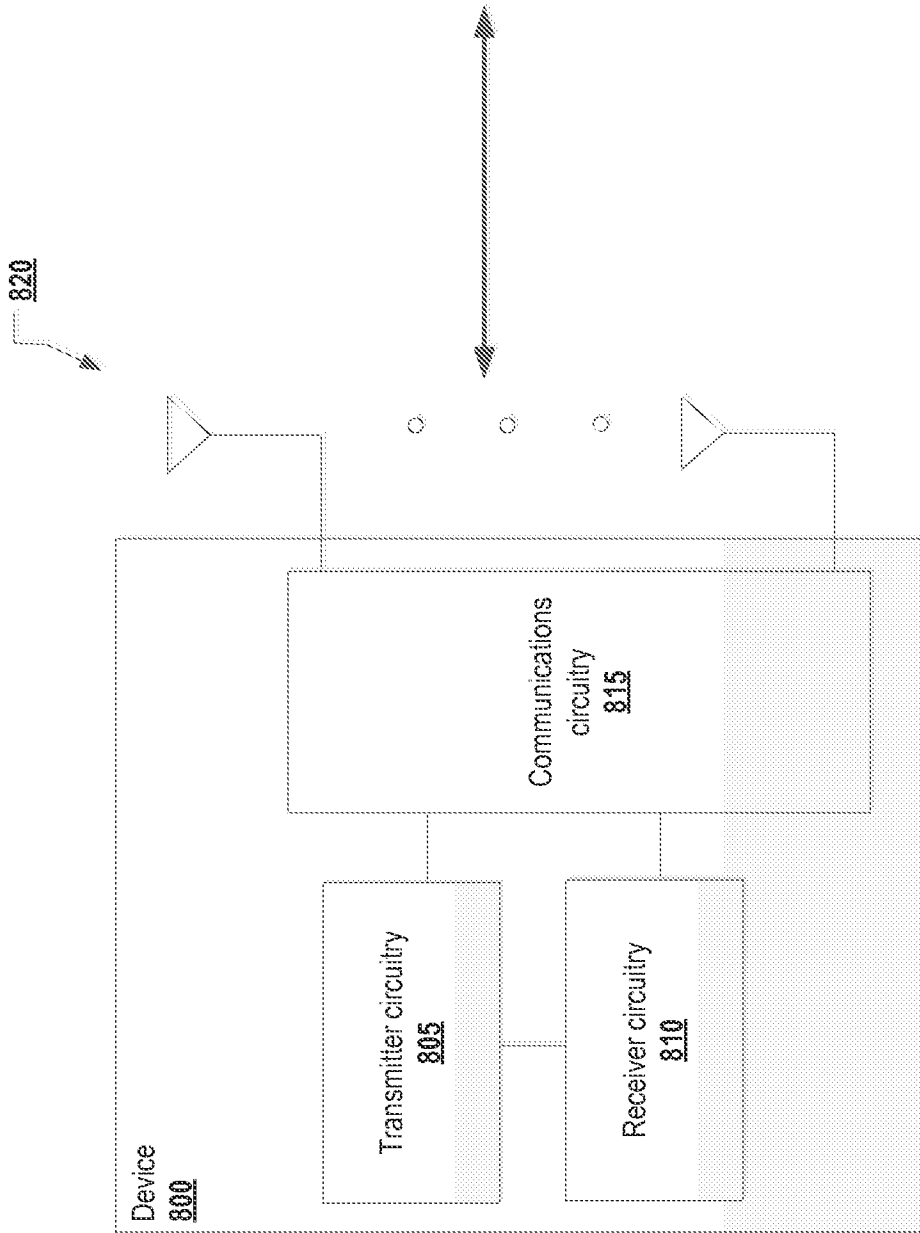 Device
800
Transmitter circuitry
805
Receiver circuitry
810
Communications
circuitry
815
820